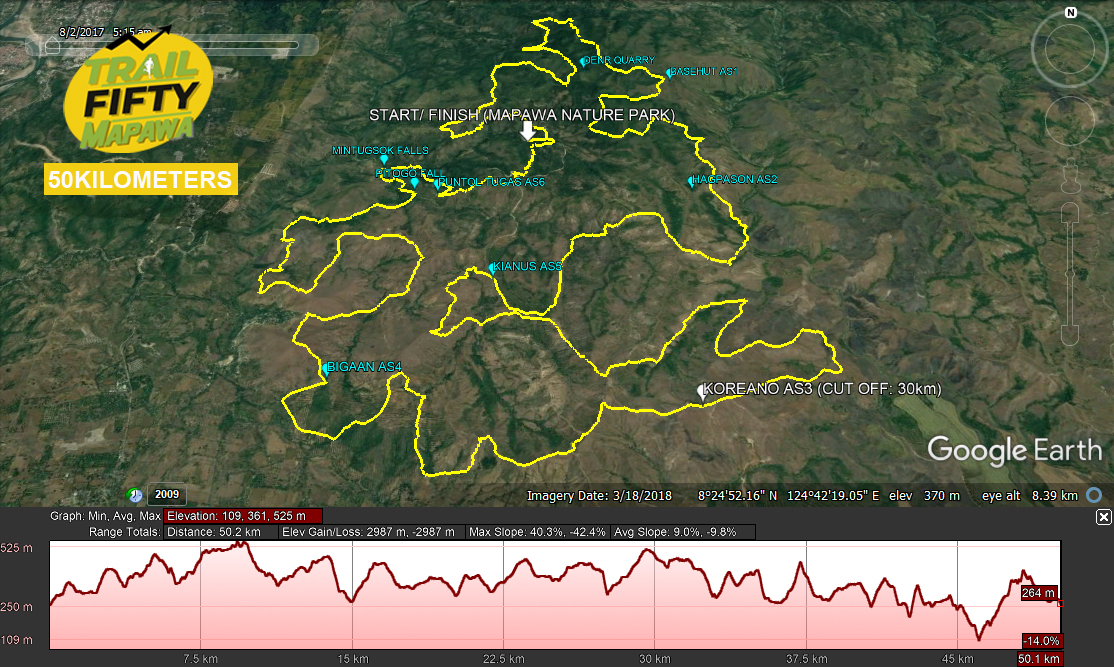 8/2/2017 5:15 am
N
TRAIL
FIFTY
MAPAWA
50KILOMETERS
DENR QUARRY
BASEHUT AS1
START/ FINISH (MAPAWA NATURE PARK)
MINTUGSOK FALLS
PUNTOL TUGAS AS6
HAGPASON AS2
KIANUS AS5
BIGAAN AS4
KOREANO AS3 (CUT OFF: 30km)
Google Earth
2009
Imagery Date: 3/18/2018 8°24'52.16" N 124°42'19.05" E elev 370 m eye alt 8.39 km
Graph: Min, Avg, Max Elevation: 109, 361, 525 m
Range Totals: Distance: 50.2 km Elev Gain/Loss: 2987 m, -2987 m Max Slope: 40.3%, -42.4% Avg Slope: 9.0%, -9.8%
525 m
264 m
250 m
109 m
-14.0%
7.5 km 15 km 22.5 km 30 km 37.5 km 45 km 50.1 km